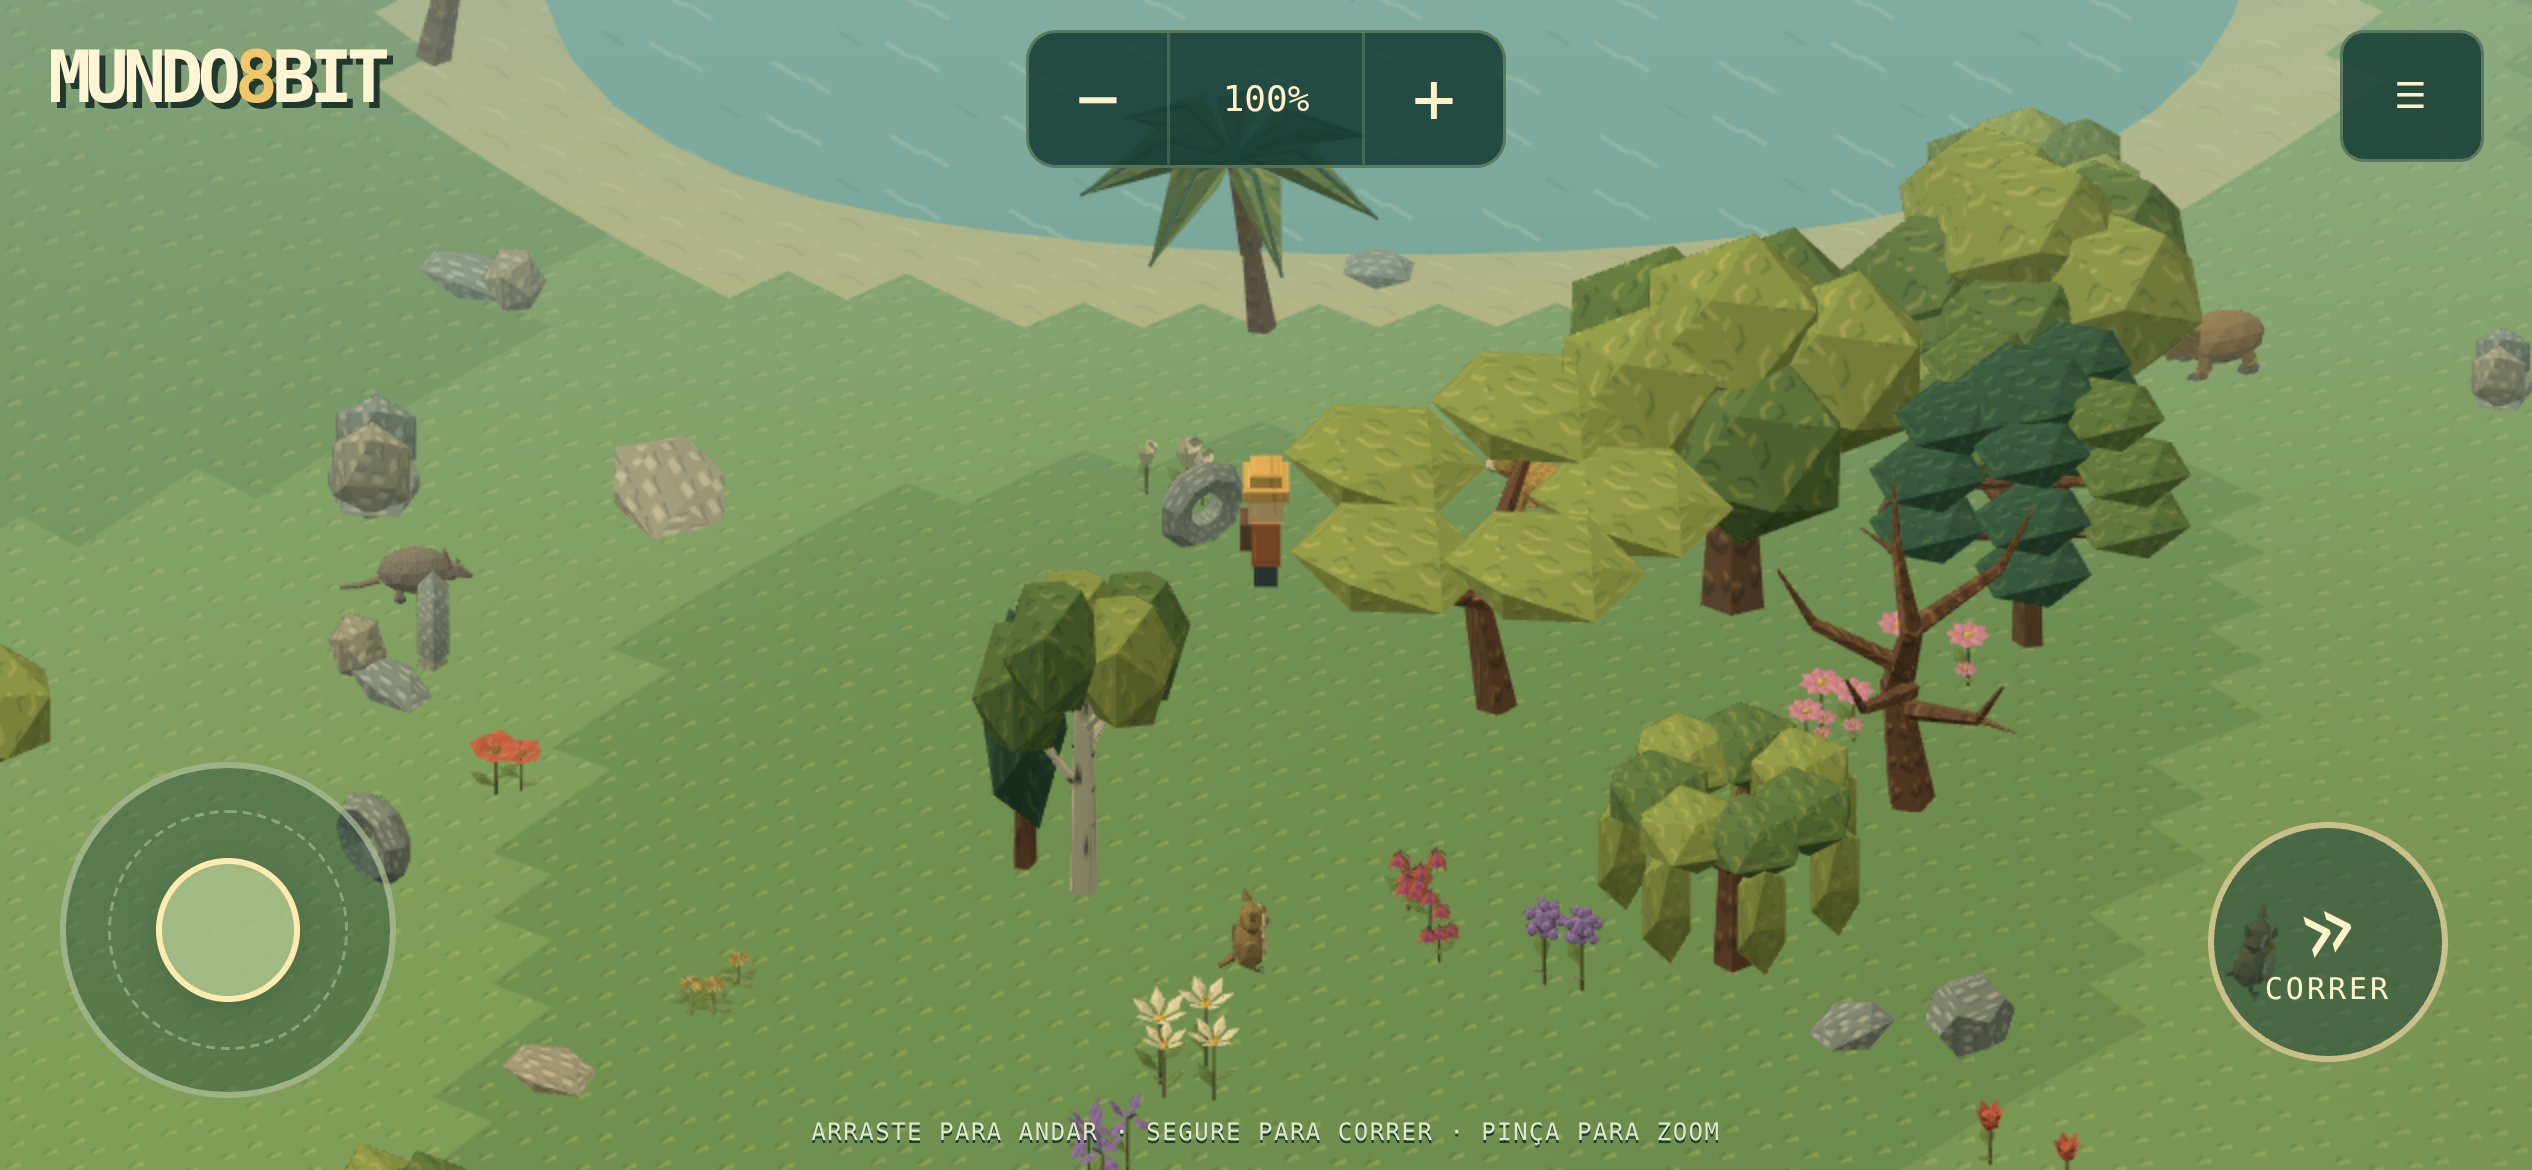 MUNDO8BIT
− 100% +
☰
» CORRER
ARRASTE PARA ANDAR · SEGURE PARA CORRER · PINÇA PARA ZOOM